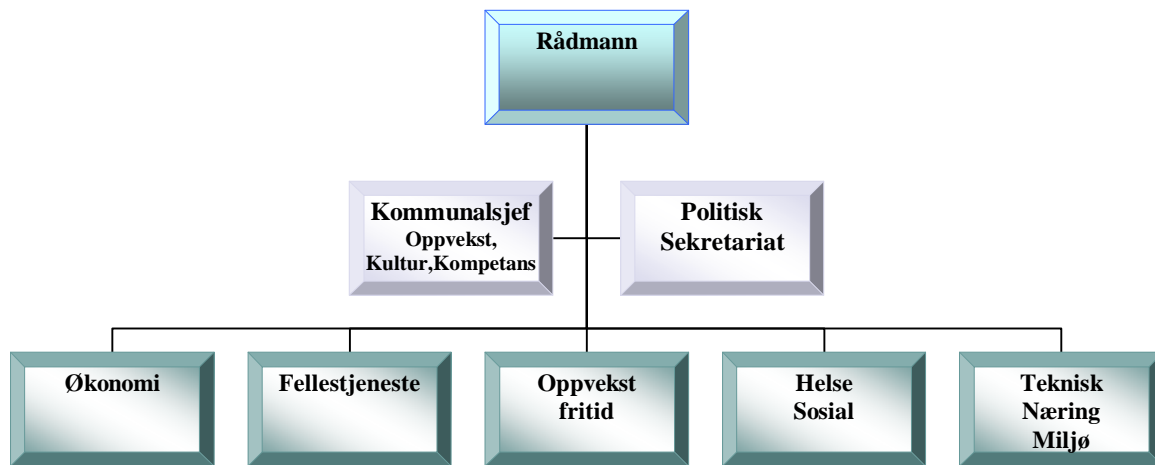 Rådmann
Kommunalsjef
Oppvekst,
Kultur,Kompetans
Politisk
Sekretariat
Økonomi
Fellestjeneste
Oppvekst
fritid
Helse
Sosial
Teknisk
Næring
Miljø